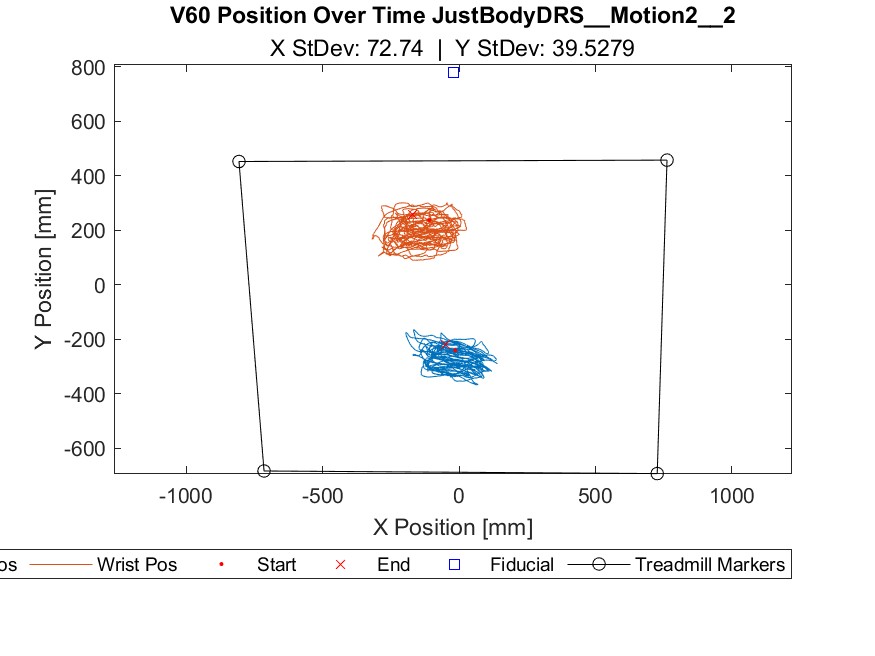 V60 Position Over Time JustBodyDRS__Motion2__2
X StDev: 72.74 | Y StDev: 39.5279
800
600
400
200
0
-200
-400
-600
Y Position [mm]
-1000 -500 0 500 1000
X Position [mm]
os Wrist Pos Start End Fiducial Treadmill Markers